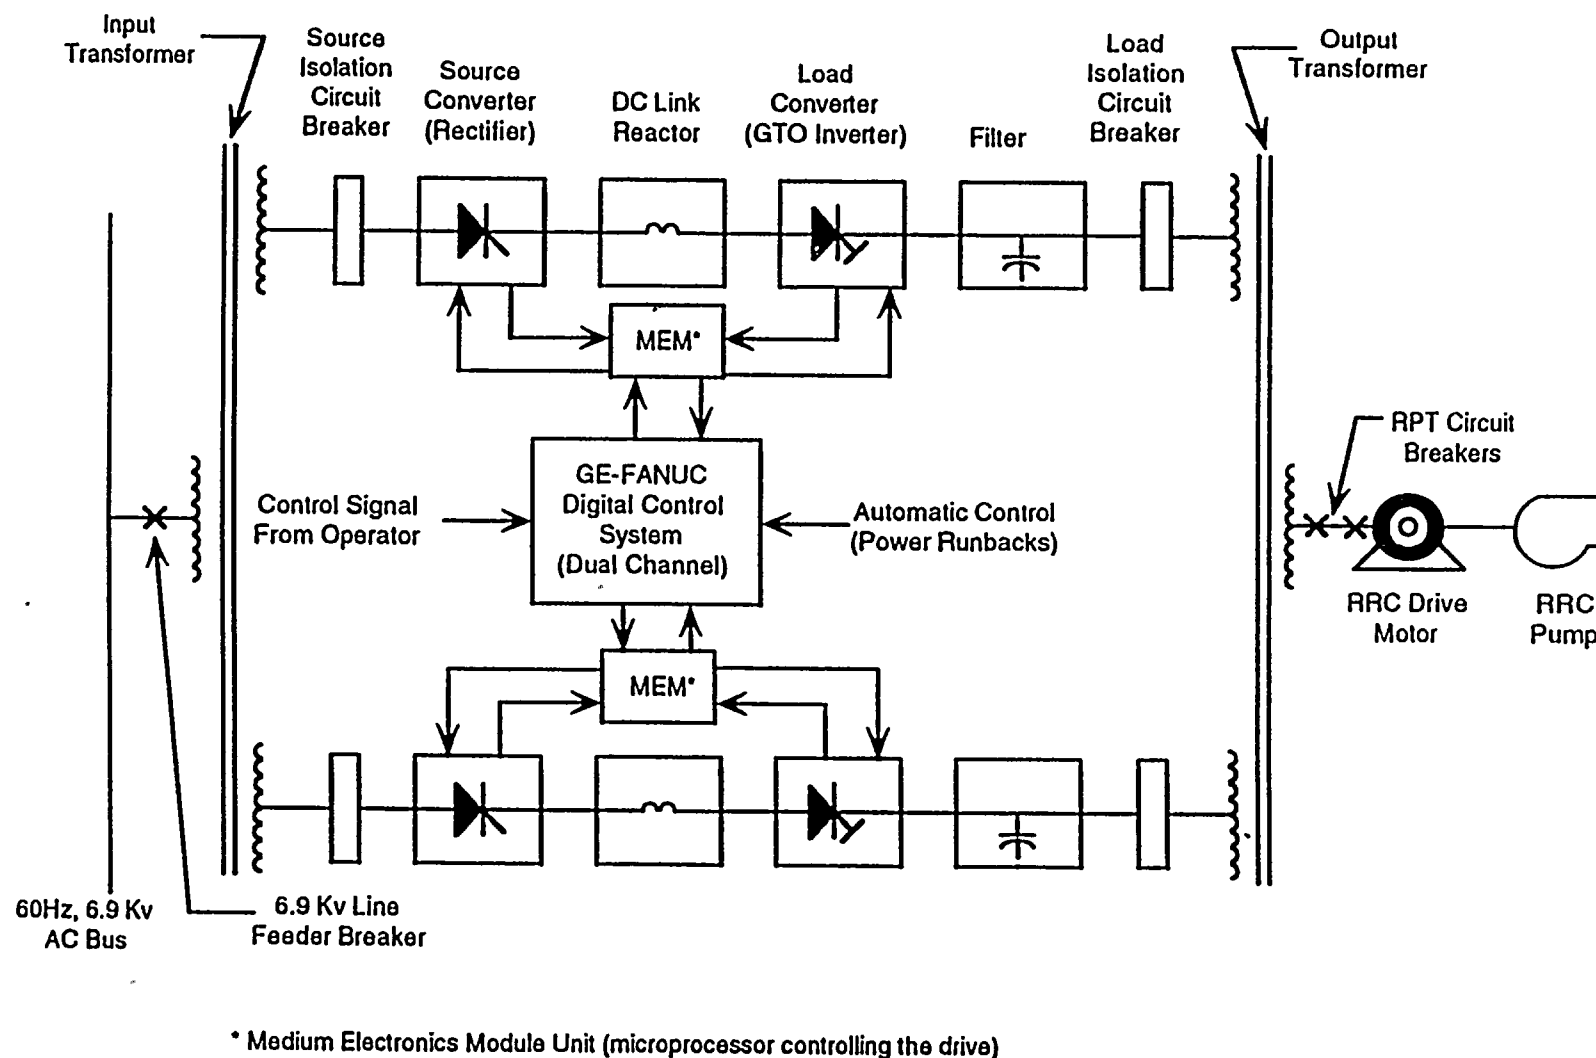 Input
Transformer
Source
Isolation
Circuit
Breaker
Source
Converter
(Rectifier)
DC Link
Reactor
Load
Converter
(GTO Inverter)
Filter
Load
Isolation
Circuit
Breaker
Output
Transformer
MEM*
RPT Circuit
Breakers
GE-FANUC
Digital Control
System
(Dual Channel)
Control Signal
From Operator
Automatic Control
(Power Runbacks)
RRC Drive
Motor
RRC
Pump
MEM*
60Hz, 6.9 Kv
AC Bus
6.9 Kv Line
Feeder Breaker
* Medium Electronics Module Unit (microprocessor controlling the drive)